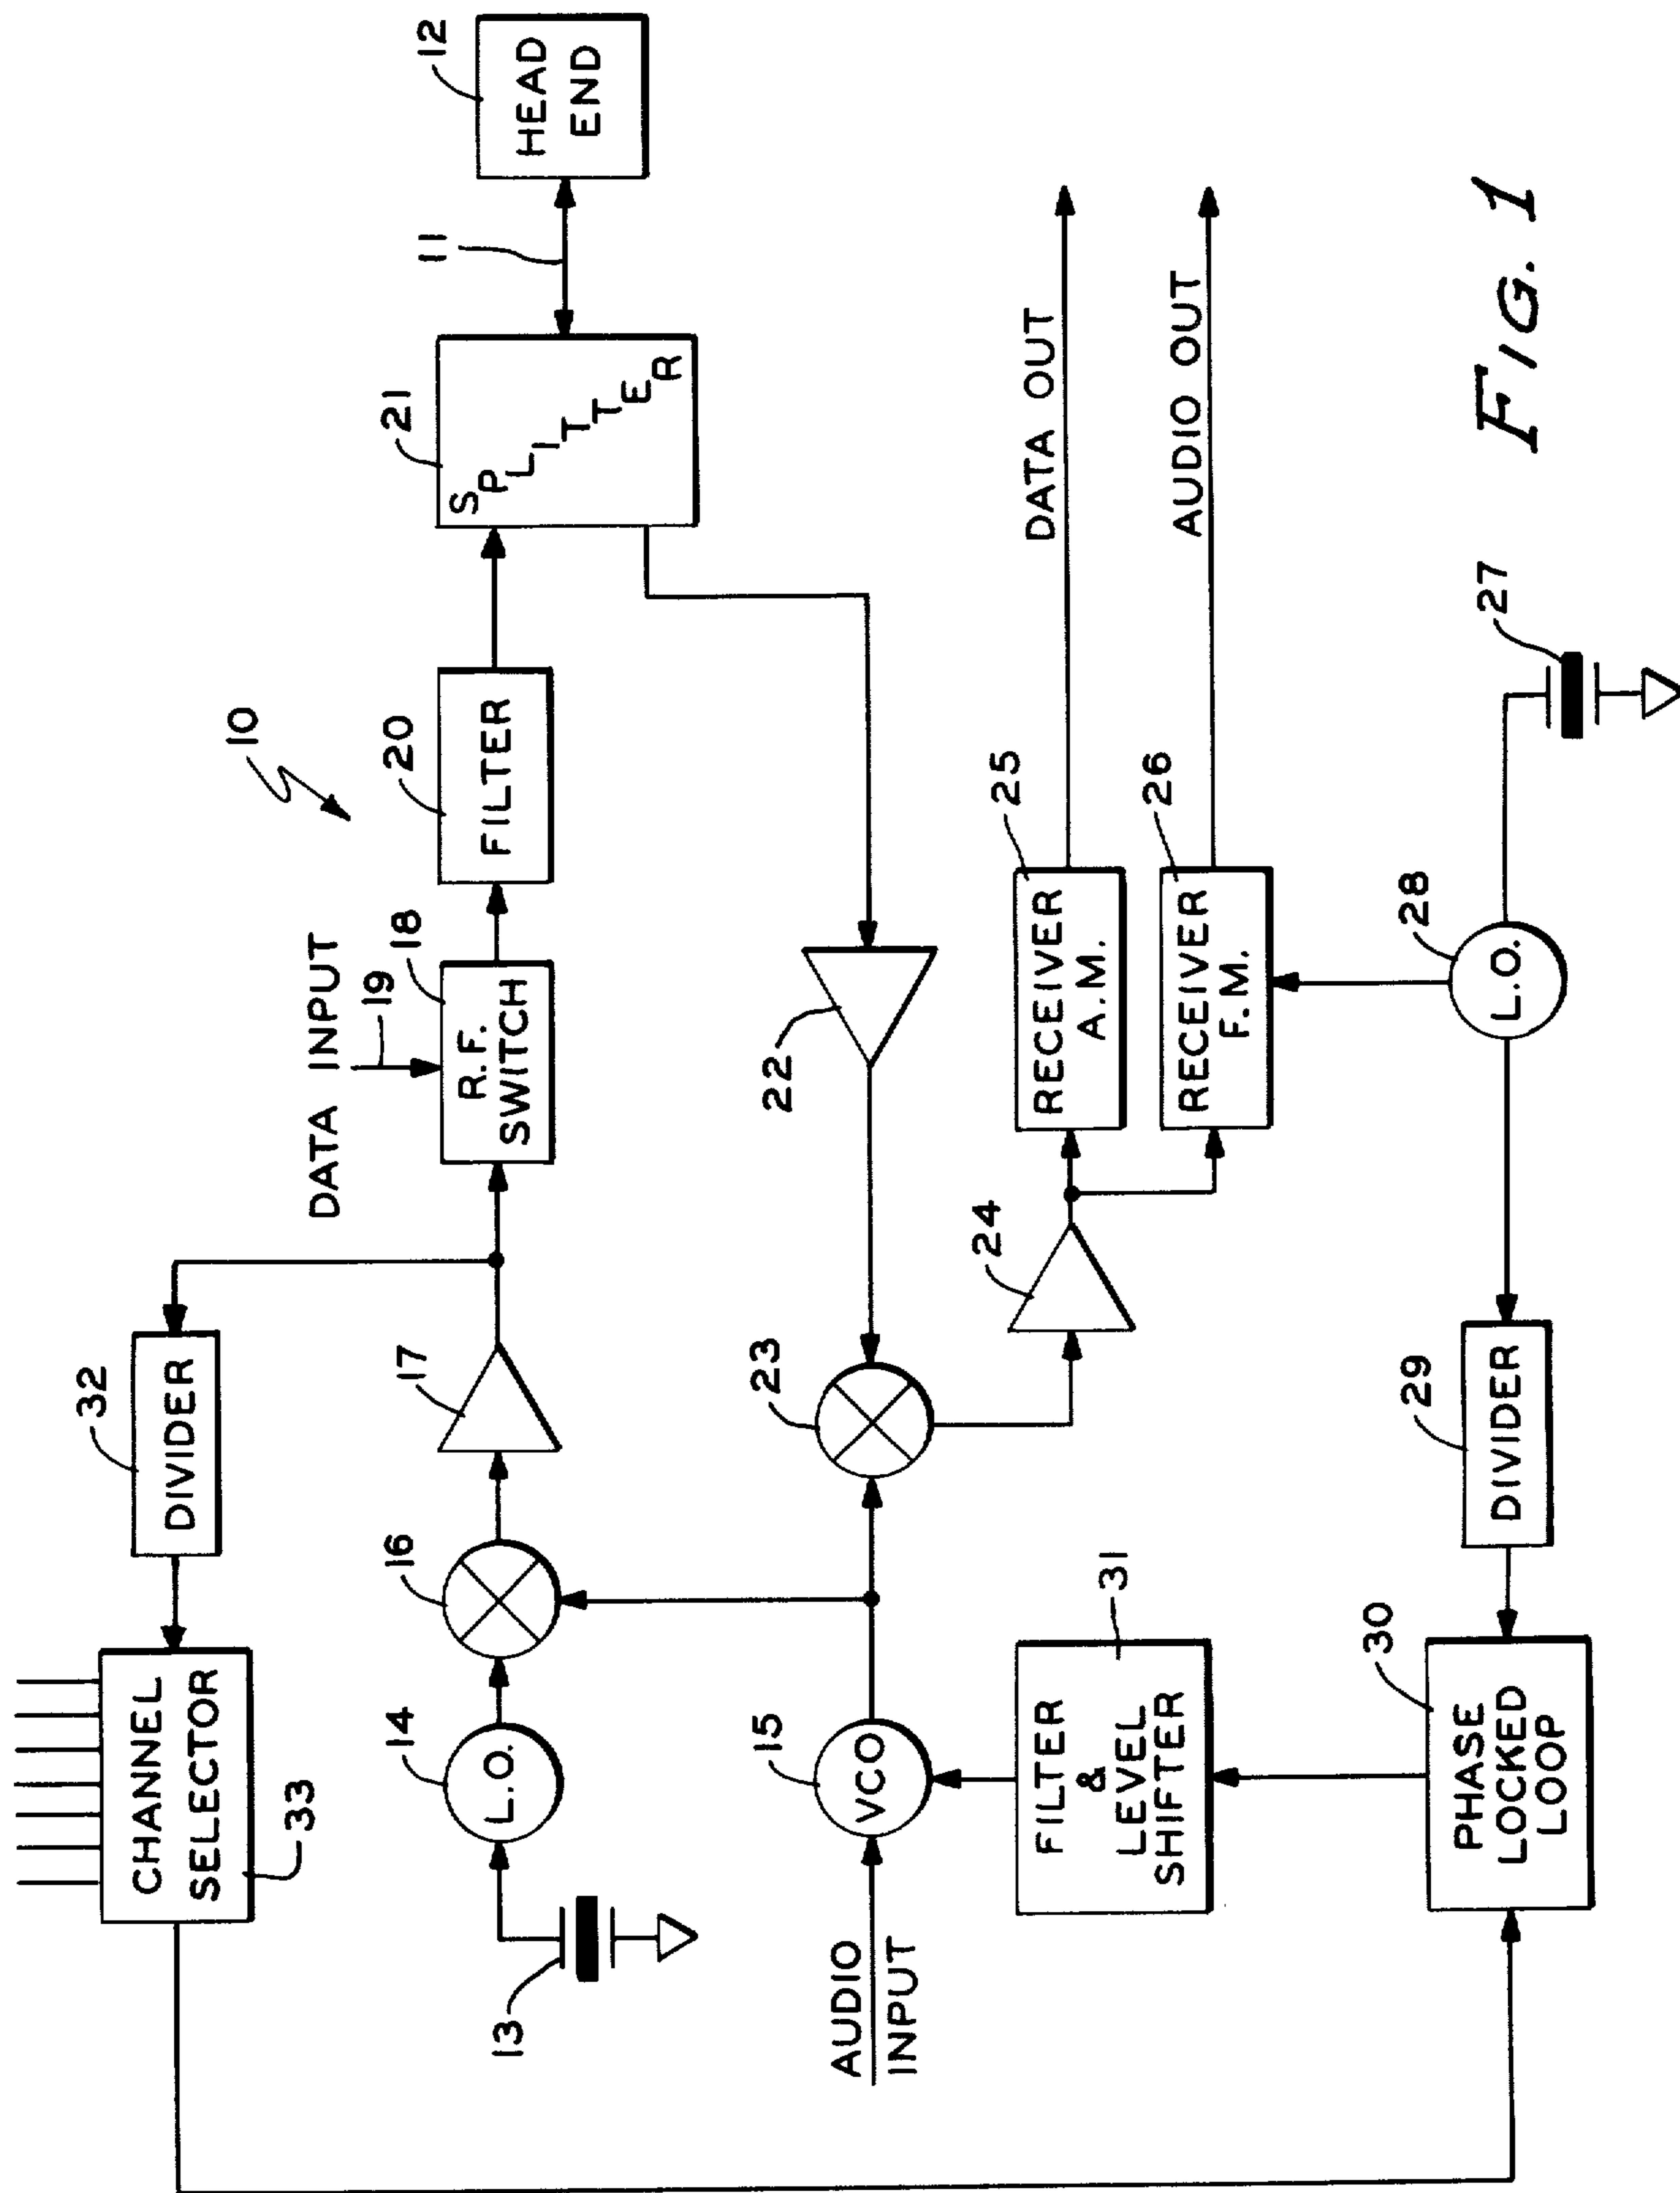 32
DIVIDER
CHANNEL
SELECTOR
33
10
DATA INPUT
19
18
R.F.
SWITCH
20
FILTER
21
SPLITTER
11
12
HEAD
END
13
14
L.O.
16
17
AUDIO
INPUT
15
VCO
23
22
24
25
RECEIVER
A.M.
DATA OUT
26
RECEIVER
F.M.
AUDIO OUT
31
FILTER
&
LEVEL
SHIFTER
30
PHASE
LOCKED
LOOP
29
DIVIDER
28
L.O.
27
FIG. 1